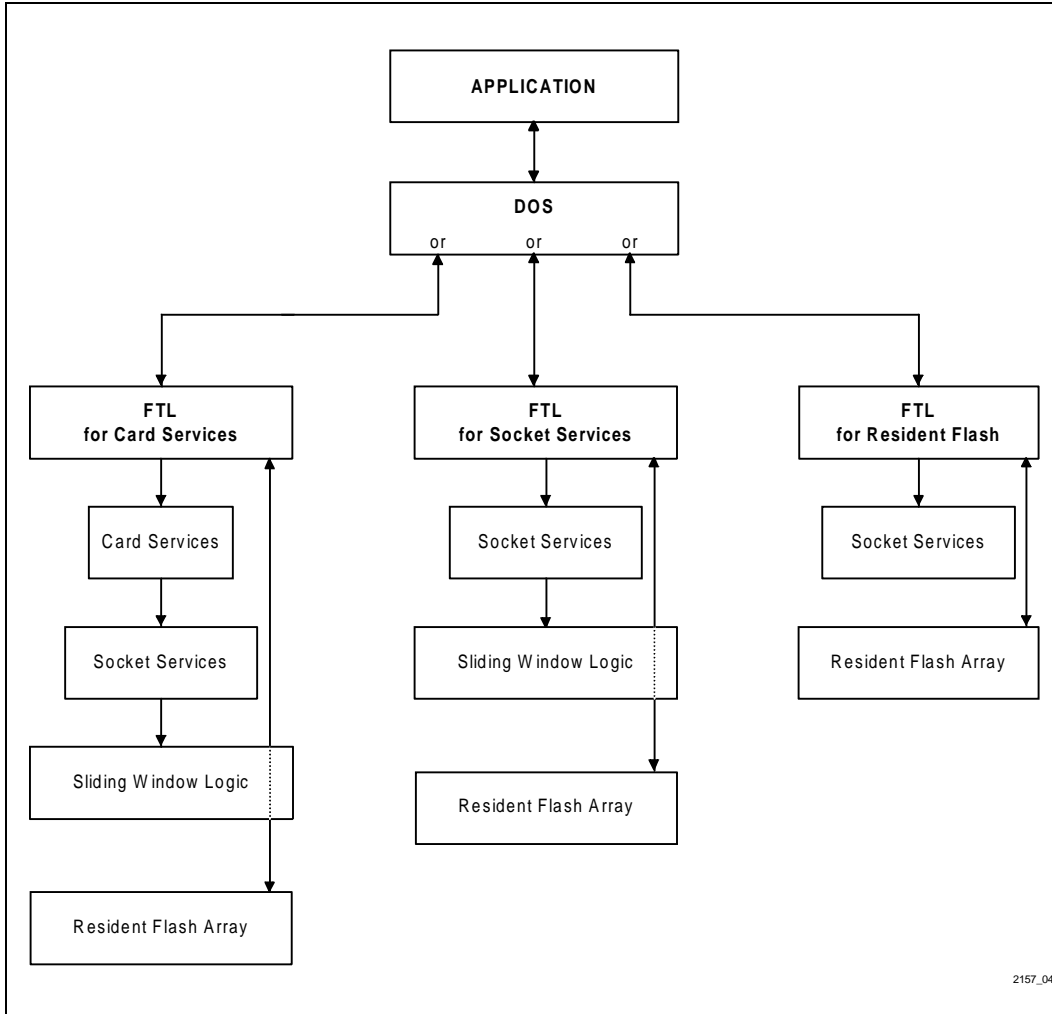 APPLICATION
DOS
or
or
or
FTL
for Card Services
Card Services
Socket Services
Sliding Window Logic
Resident Flash Array
FTL
for Socket Services
Socket Services
Sliding Window Logic
Resident Flash Array
FTL
for Resident Flash
Socket Services
Resident Flash Array
2157_04